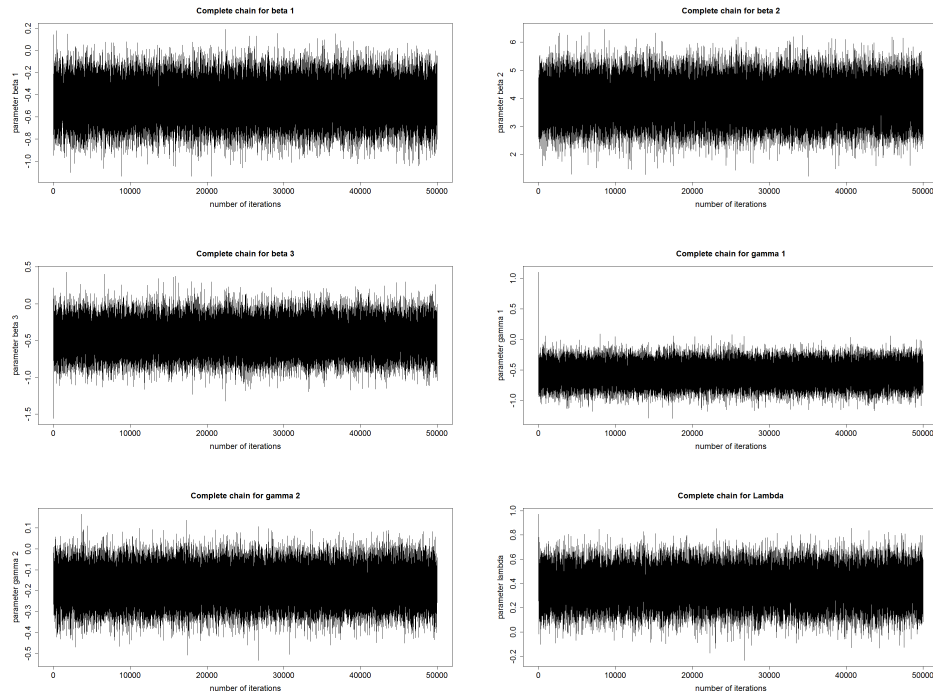 Complete chain for beta 1
parameter beta 1
0.2
0.0
-0.2
-0.4
-0.6
-0.8
-1.0
0 10000 20000 30000 40000 50000
number of iterations
Complete chain for beta 2
parameter beta 2
6
5
4
3
2
0 10000 20000 30000 40000 50000
number of iterations
Complete chain for beta 3
parameter beta 3
0.5
0.0
-0.5
-1.0
-1.5
0 10000 20000 30000 40000 50000
number of iterations
Complete chain for gamma 1
parameter gamma 1
1.0
0.5
0.0
-0.5
-1.0
0 10000 20000 30000 40000 50000
number of iterations
Complete chain for gamma 2
parameter gamma 2
0.1
0.0
-0.1
-0.2
-0.3
-0.4
-0.5
0 10000 20000 30000 40000 50000
number of iterations
Complete chain for Lambda
parameter lambda
1.0
0.8
0.6
0.4
0.2
0.0
-0.2
0 10000 20000 30000 40000 50000
number of iterations